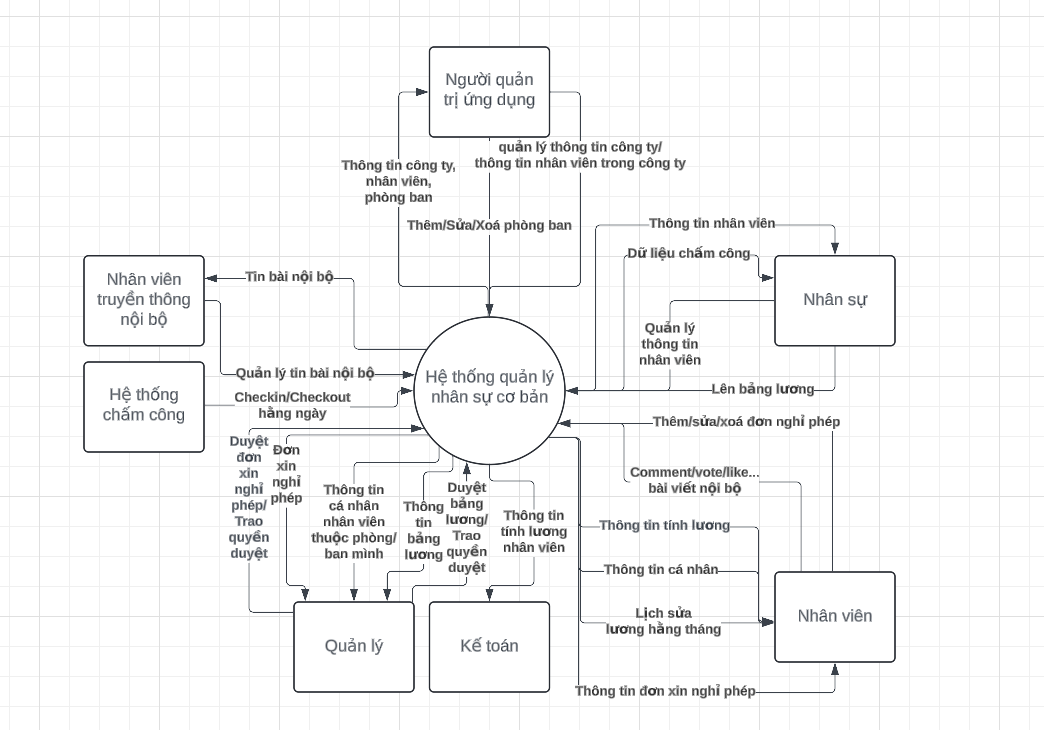 Người quản
trị ứng dụng
quản lý thông tin công ty/
thông tin nhân viên trong công ty
Thông tin công ty,
nhân viên,
phòng ban
Thêm/Sửa/Xoá phòng ban
Thông tin nhân viên
Dữ liệu chấm công
Nhân viên
truyền thông
nội bộ
Tin bài nội bộ
Nhân sự
Quản lý
thông tin
nhân viên
Quản lý tin bài nội bộ
Hệ thống quản lý
nhân sự cơ bản
Lên bảng lương
Hệ thống
chấm công
Checkin/Checkout
hằng ngày
Thêm/sửa/xoá đơn nghỉ phép
Duyệt
đơn
xin
nghỉ
phép/
Trao
quyền
duyệt
Đơn
xin
nghỉ
phép
Thông tin
cá nhân
nhân viên
thuộc phòng/
ban mình
Thông
tin
bảng
lương
Duyệt
bảng
lương/
Trao
quyền
duyệt
Thông tin
tính lương
nhân viên
Comment/vote/like...
bài viết nội bộ
Thông tin tính lương
Thông tin cá nhân
Lịch sửa
lương hằng tháng
Nhân viên
Quản lý
Kế toán
Thông tin đơn xin nghỉ phép